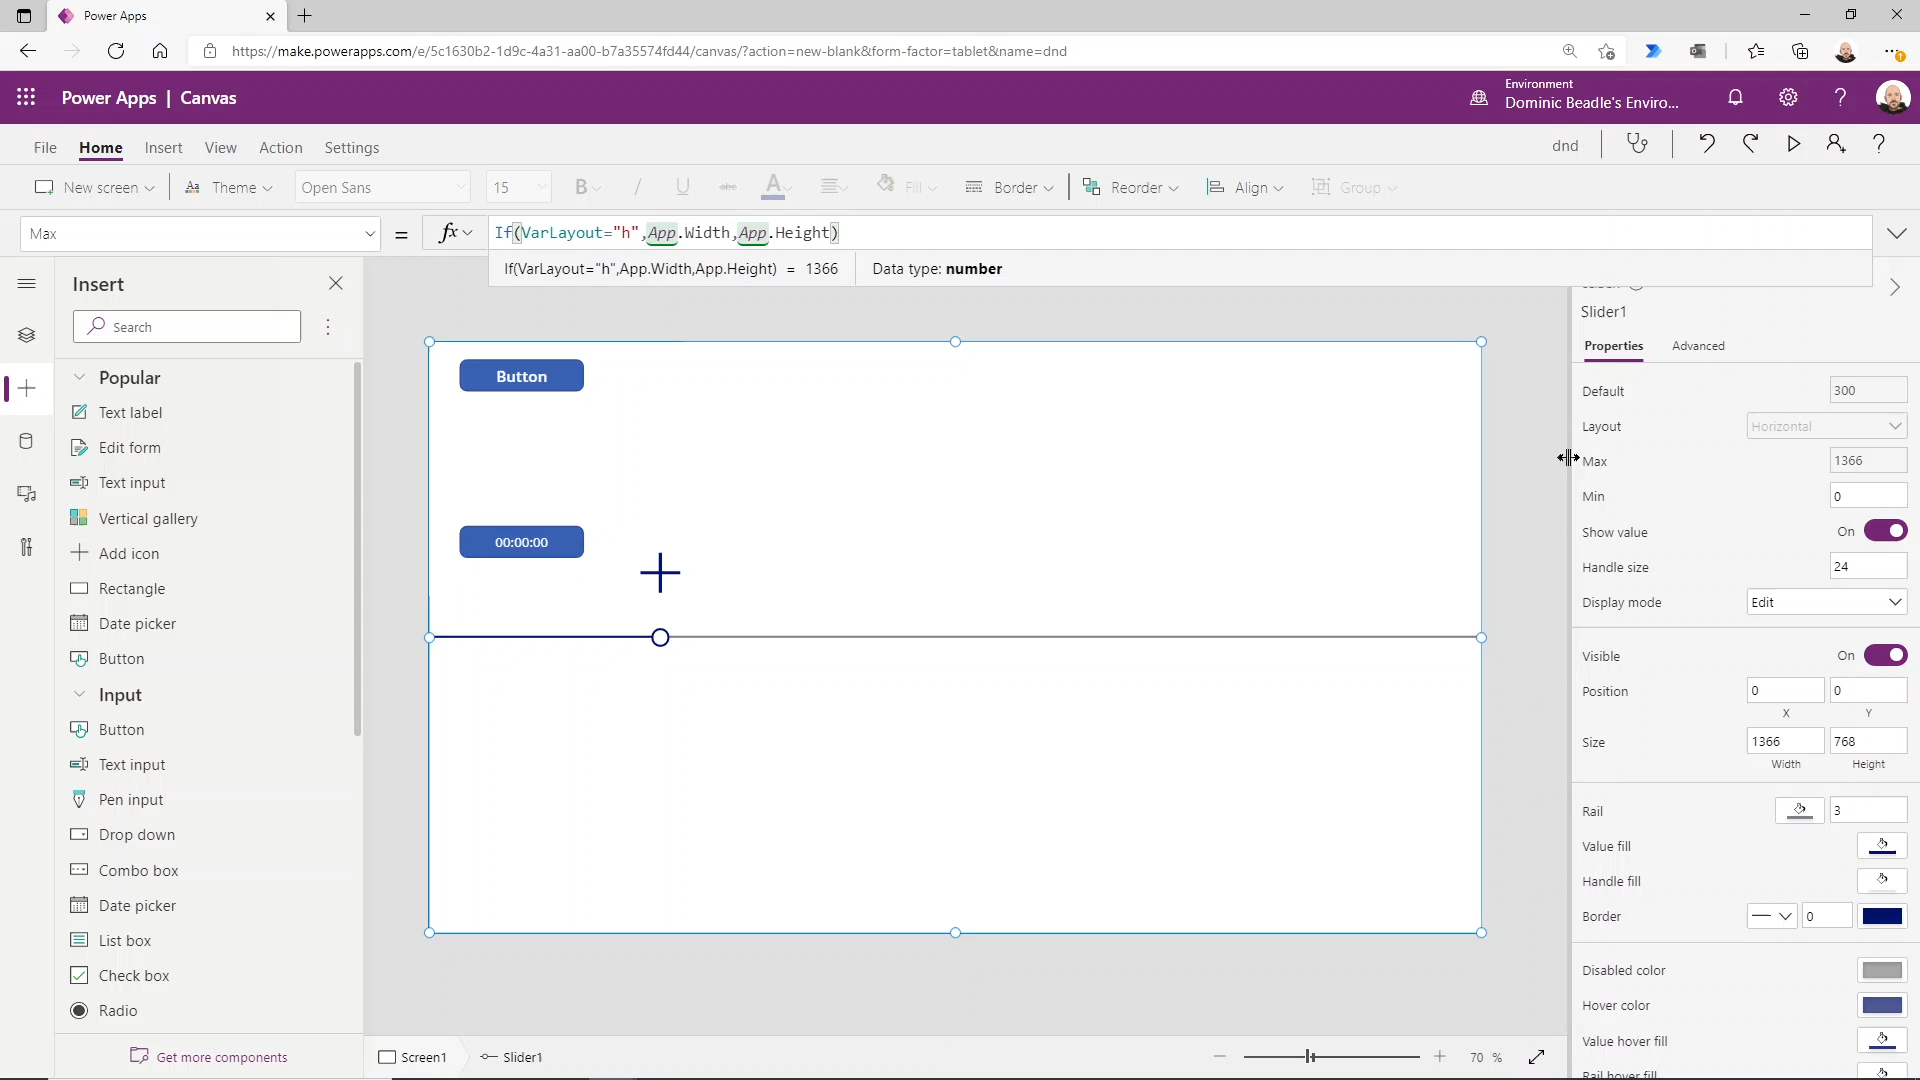 Power Apps
https://make.powerapps.com/e/5c1630b2-1d9c-4a31-aa00-b7a35574fd44/canvas/?action=new-blank&form-factor=tablet&name=dnd
Power Apps | Canvas
Environment
Dominic Beadle's Enviro...
File Home Insert View Action Settings
dnd
New screen
Theme
Open Sans
15
B
I
U
abc
A
Fill
Border
Reorder
Align
Group
Max
=
fx
If(VarLayout="h",App.Width,App.Height)
If(VarLayout="h",App.Width,App.Height) = 1366
Data type: number
Insert
Search
Popular
Text label
Edit form
Text input
Vertical gallery
Add icon
Rectangle
Date picker
Button
Input
Button
Text input
Pen input
Drop down
Combo box
Date picker
List box
Check box
Radio
Get more components
Button
00:00:00
Screen1
Slider1
70 %
Slider1
Properties Advanced
Default 300
Layout Horizontal
Max 1366
Min 0
Show value On
Handle size 24
Display mode Edit
Visible On
Position 0 0
X Y
Size 1366 768
Width Height
Rail 3
Value fill
Handle fill
Border 0
Disabled color
Hover color
Value hover fill
Rail hover fill